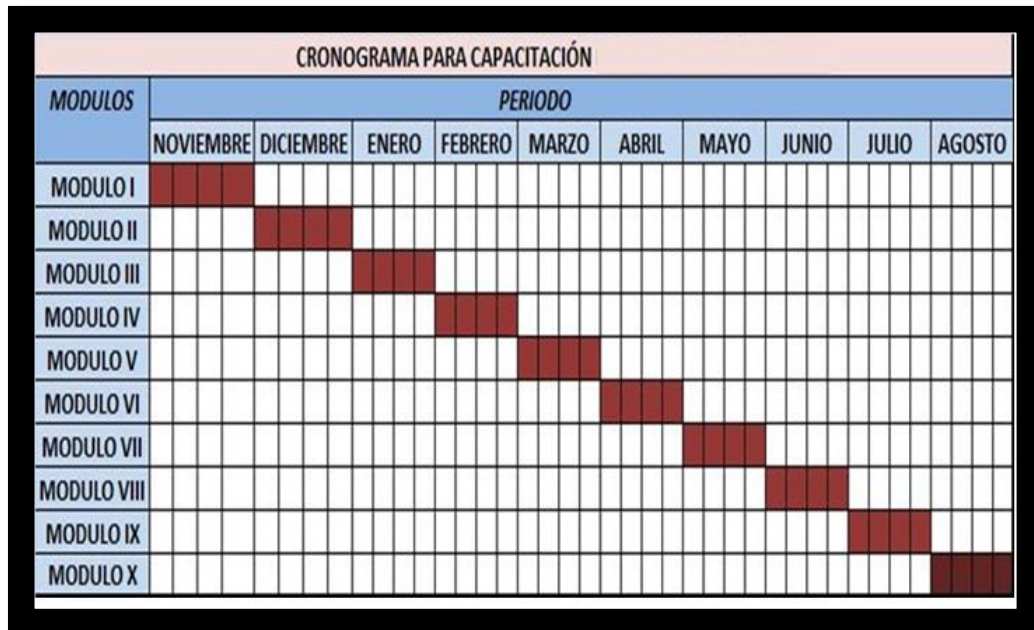 CRONOGRAMA PARA CAPACITACIÓN
MODULOS PERIODO
NOVIEMBRE DICIEMBRE ENERO FEBRERO MARZO ABRIL MAYO JUNIO JULIO AGOSTO
MODULO I
MODULO II
MODULO III
MODULO IV
MODULO V
MODULO VI
MODULO VII
MODULO VIII
MODULO IX
MODULO X